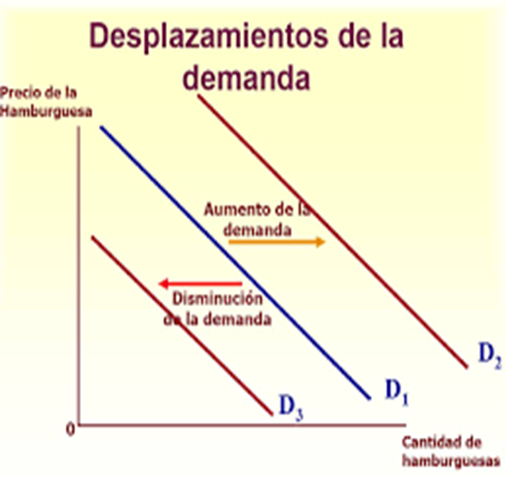 Desplazamientos de la
demanda
Precio de la
Hamburguesa
Aumento de la
demanda
Disminución
de la demanda
D2
D1
D3
0
Cantidad de
hamburguesas